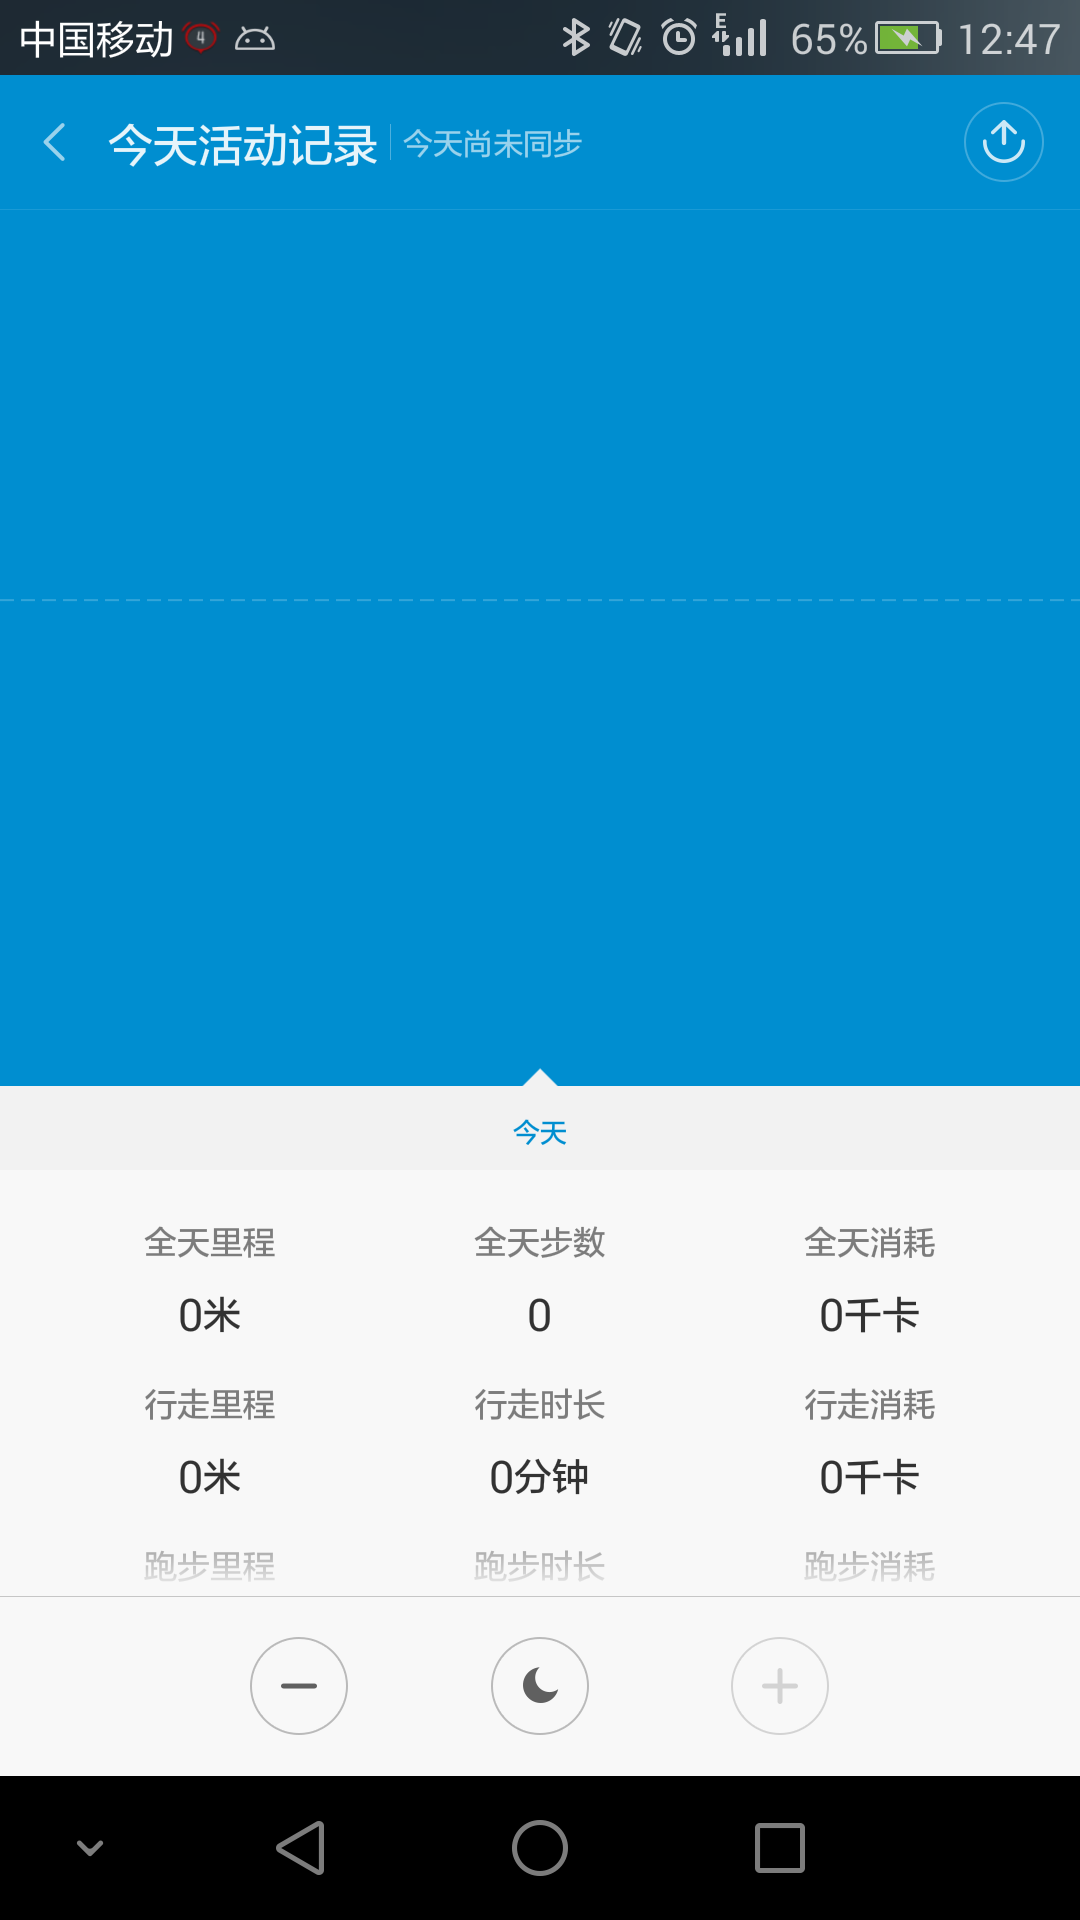 中国移动 4 E 65% 12:47
今天活动记录 今天尚未同步
今天
全天里程 全天步数 全天消耗
0米 0 0千卡
行走里程 行走时长 行走消耗
0米 0分钟 0千卡
跑步里程 跑步时长 跑步消耗